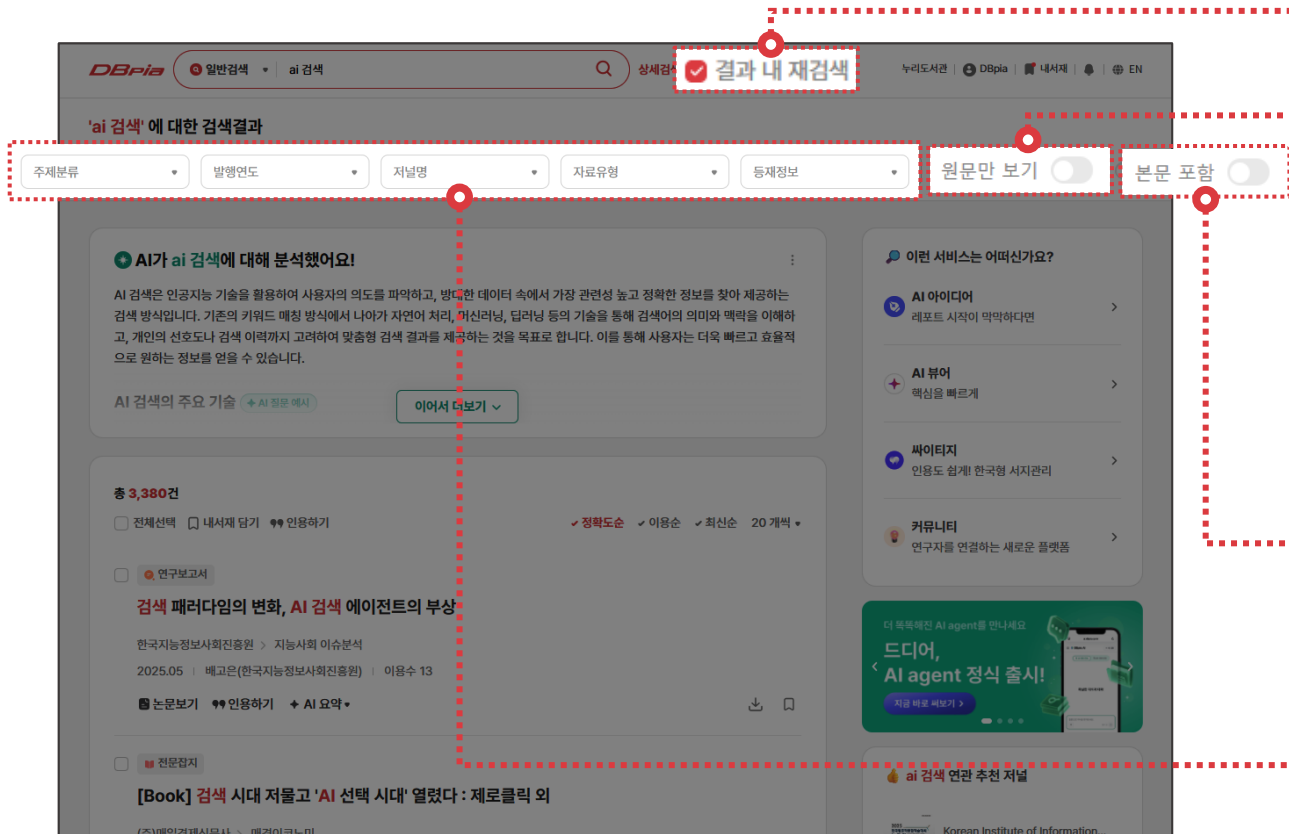 DBpia 일반검색 ai 검색 상세검색 결과 내 재검색 누리도서관 DBpia 내서재 EN
'ai 검색' 에 대한 검색결과
주제분류 발행연도 저널명 자료유형 등재정보 원문만 보기 본문 포함
AI가 ai 검색에 대해 분석했어요!
AI 검색은 인공지능 기술을 활용하여 사용자의 의도를 파악하고, 방대한 데이터 속에서 가장 관련성 높고 정확한 정보를 찾아 제공하는
검색 방식입니다. 기존의 키워드 매칭 방식에서 나아가 자연어 처리, 머신러닝, 딥러닝 등의 기술을 통해 검색어의 의미와 맥락을 이해하
고, 개인의 선호도나 검색 이력까지 고려하여 맞춤형 검색 결과를 제공하는 것을 목표로 합니다. 이를 통해 사용자는 더욱 빠르고 효율적
으로 원하는 정보를 얻을 수 있습니다.
AI 검색의 주요 기술 AI 질문 예시
이어서 더보기
이런 서비스는 어떠신가요?
AI 아이디어
레포트 시작이 막막하다면
AI 뷰어
핵심을 빠르게
싸이티지
인용도 쉽게! 한국형 서지관리
커뮤니티
연구자를 연결하는 새로운 플랫폼
총 3,380건
전체선택 내서재 담기 인용하기 정확도순 이용순 최신순 20 개씩
연구보고서
검색 패러다임의 변화, AI 검색 에이전트의 부상
한국지능정보사회진흥원 > 지능사회 이슈분석
2025.05 배고은(한국지능정보사회진흥원) 이용수 13
논문보기 인용하기 AI 요약
전문잡지
[Book] 검색 시대 저물고 'AI 선택 시대' 열렸다 : 제로클릭 외
(주)매일경제신문사 > 매경이코노미
더 똑똑해진 AI agent를 만나세요
드디어,
AI agent 정식 출시!
지금 바로 써보기 >
ai 검색 연관 추천 저널
Korean Institute of Information...